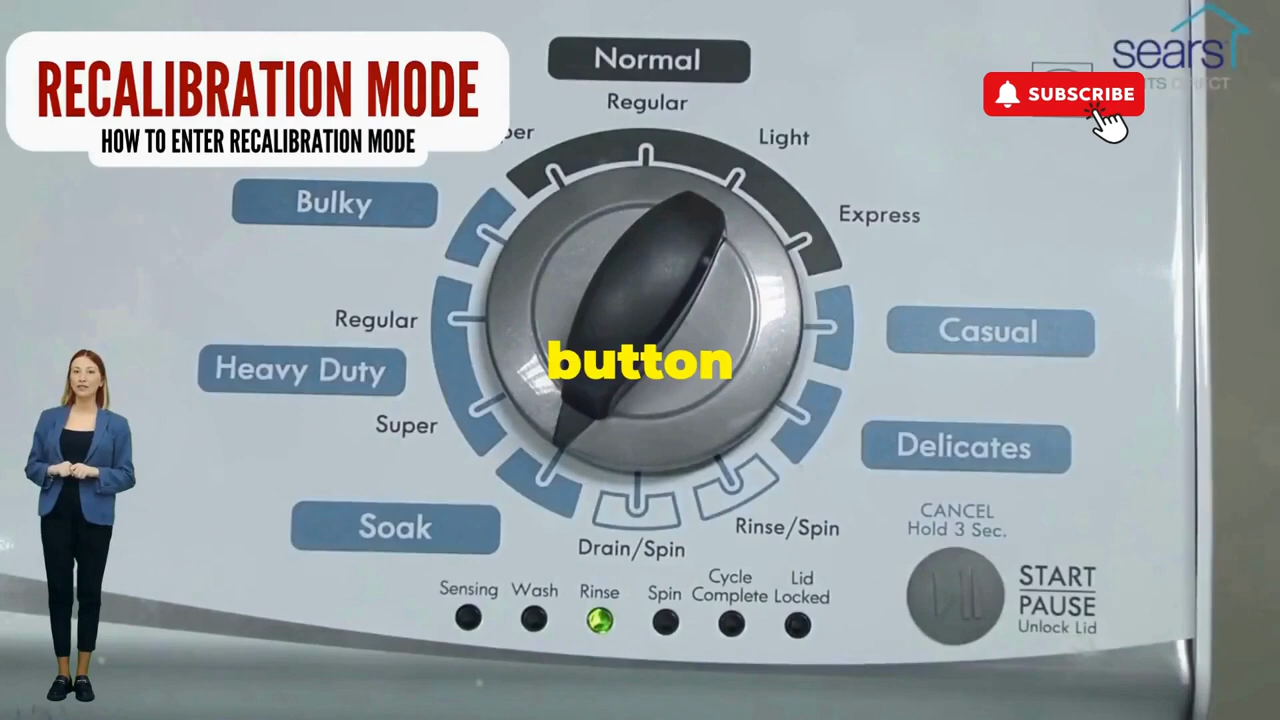 RECALIBRATION MODE
HOW TO ENTER RECALIBRATION MODE
sears
DIRECT
SUBSCRIBE
Normal
Regular
Light
Express
Bulky
Regular
Heavy Duty
Super
Soak
button
Casual
Delicates
Rinse/Spin
Drain/Spin
CANCEL
Hold 3 Sec.
START
PAUSE
Unlock Lid
Sensing
Wash
Rinse
Spin
Cycle
Complete
Lid
Locked